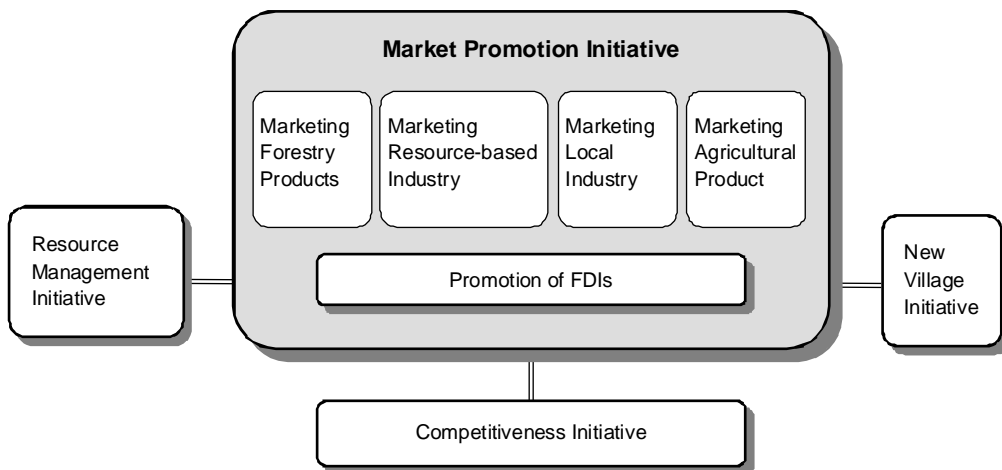 Market Promotion Initiative
Marketing
Forestry
Products
Marketing
Resource-based
Industry
Marketing
Local
Industry
Marketing
Agricultural
Product
Resource
Management
Initiative
Promotion of FDIs
New
Village
Initiative
Competitiveness Initiative